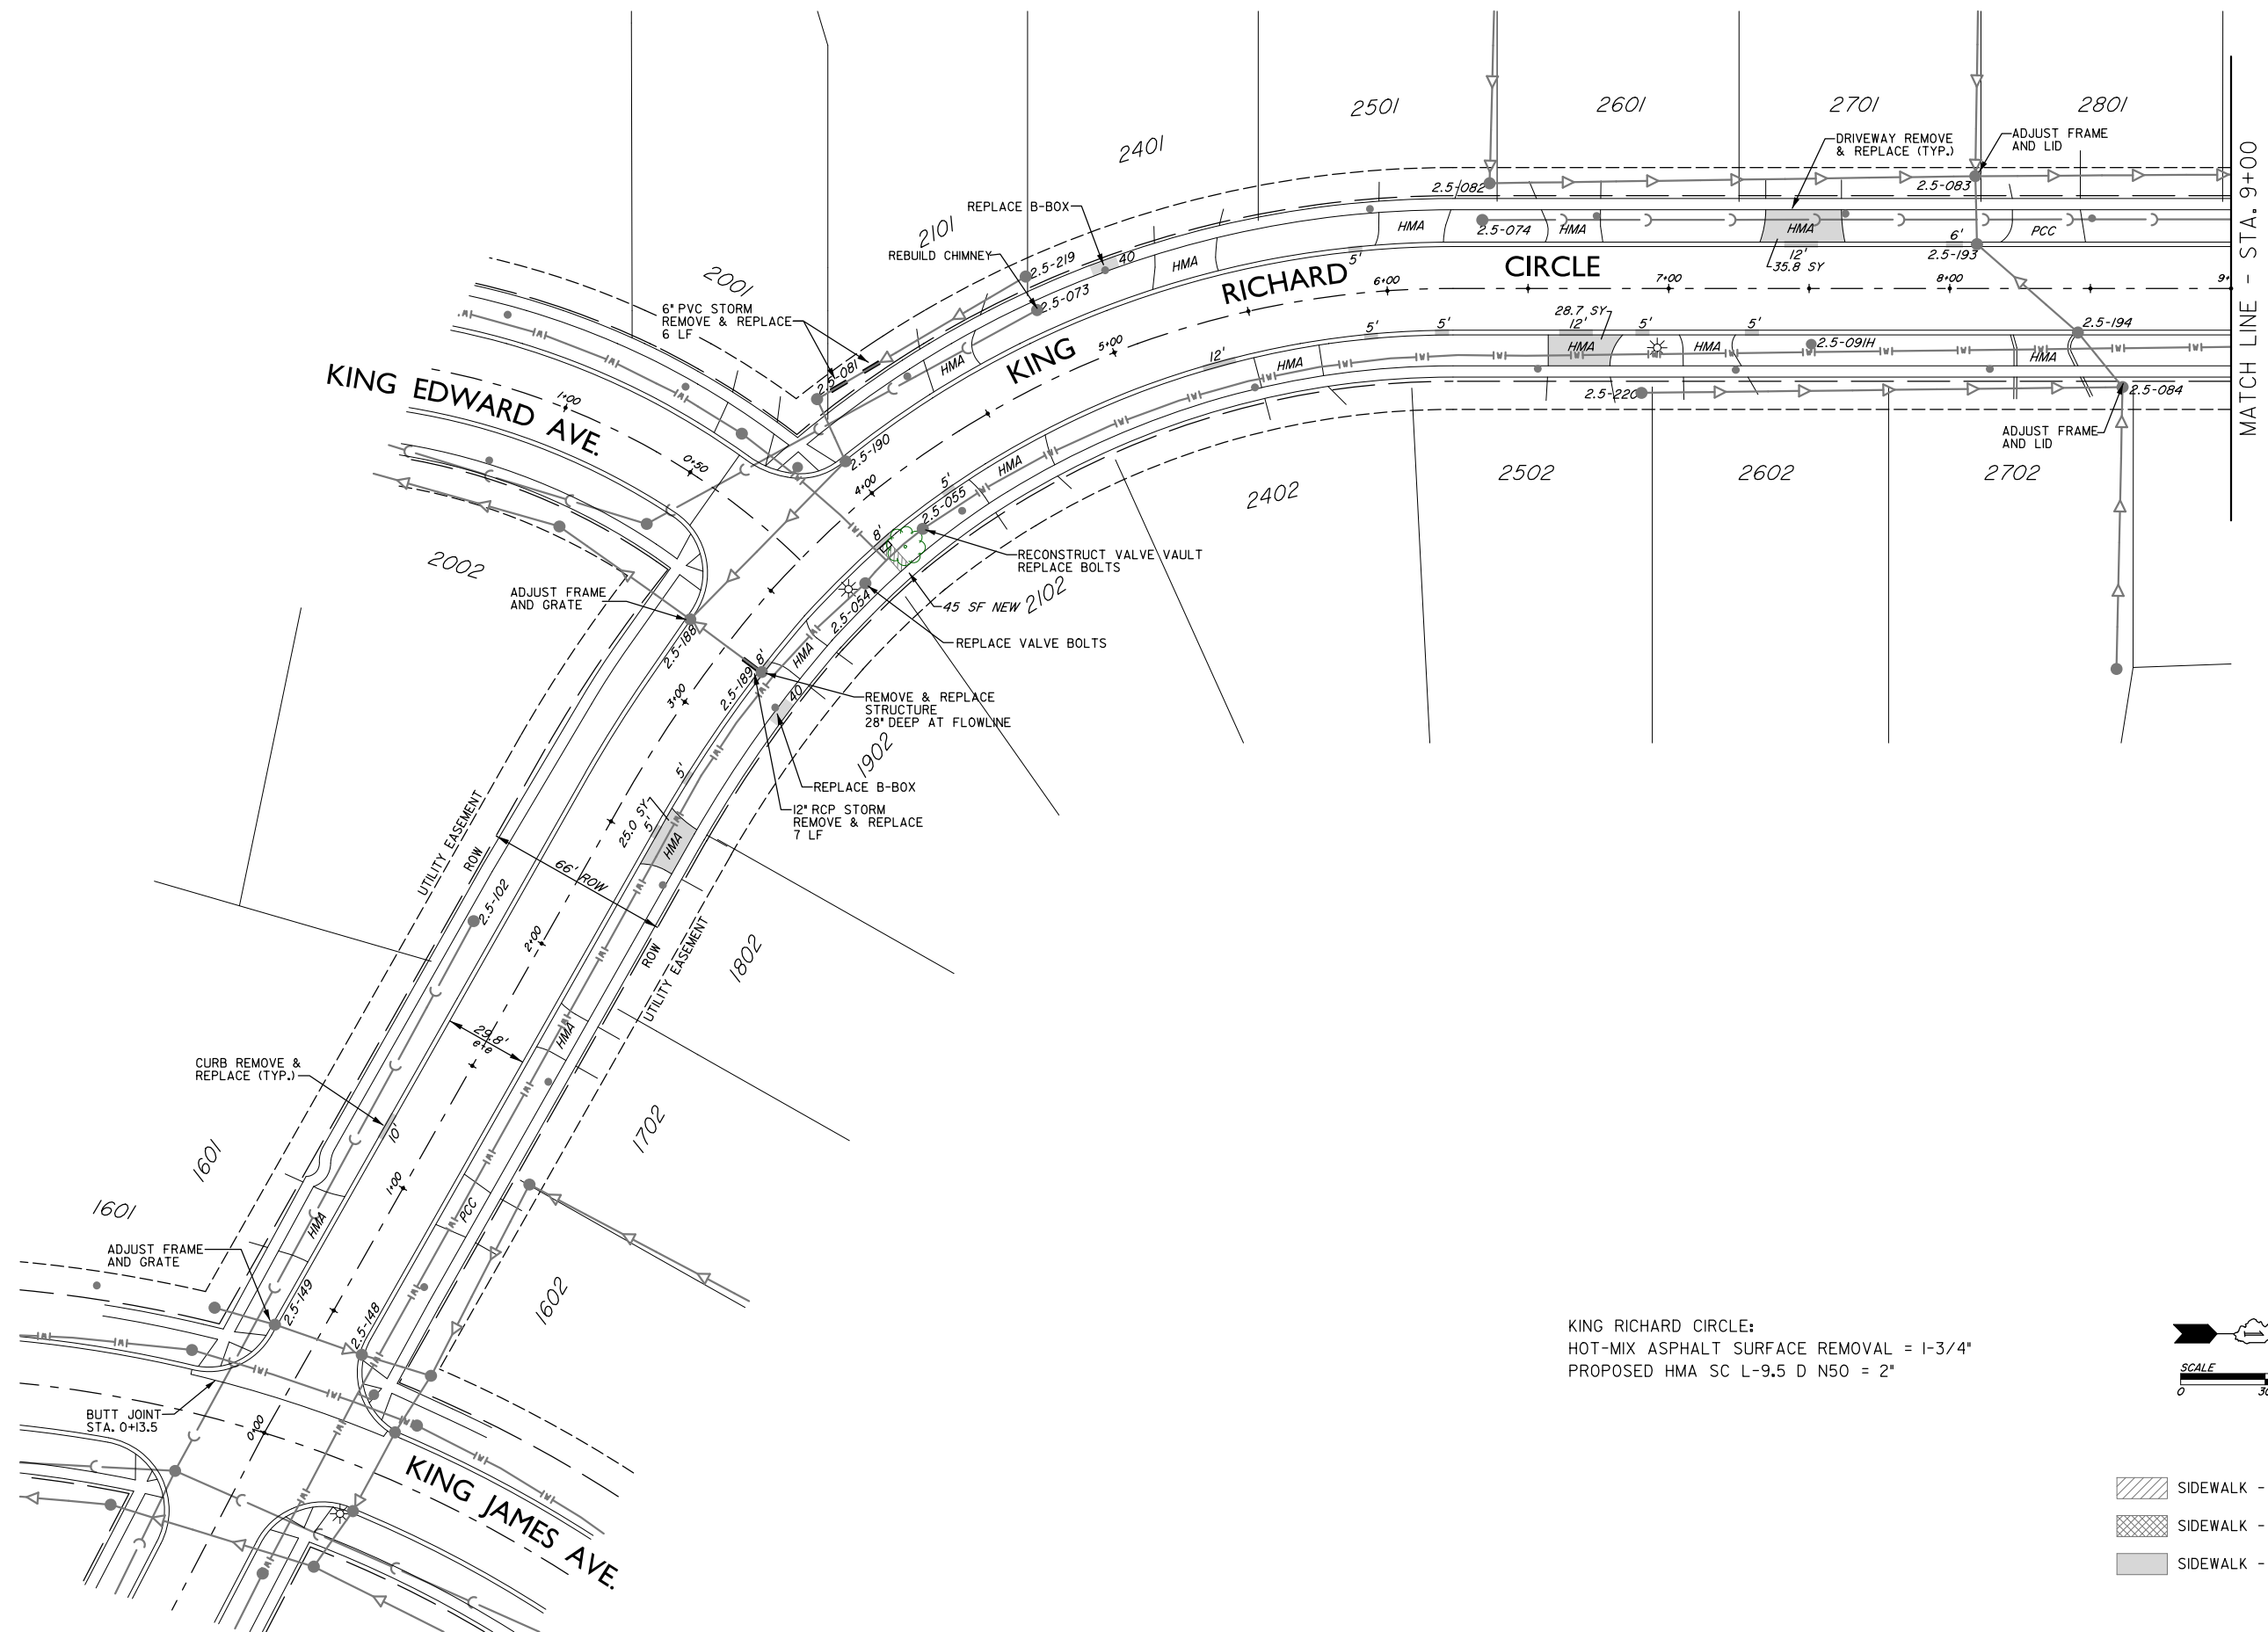 2501
2601
2701
2801
2401
DRIVEWAY REMOVE
& REPLACE (TYP.)
ADJUST FRAME
AND LID
MATCH LINE - STA. 9+00
2.5-082
2.5-083
REPLACE B-BOX
2101
REBUILD CHIMNEY
40
2.5-219
2.5-073
HMA
HMA
2.5-074
HMA
HMA
12'
35.8 SY
6'
2.5-193
PCC
2001
6" PVC STORM
REMOVE & REPLACE
6 LF
2.5-081
HMA
KING
RICHARD
CIRCLE
5'
5+00
6+00
7+00
8+00
9+
28.7 SY
12'
HMA
5'
5'
5'
5'
HMA
2.5-091H
2.5-194
HMA
2.5-084
2.5-220
ADJUST FRAME
AND LID
12'
HMA
HMA
KING EDWARD AVE.
1+00
0+50
2.5-190
4+00
5'
2.5-055
8'
2402
2502
2602
2702
2002
RECONSTRUCT VALVE VAULT
REPLACE BOLTS
45 SF NEW
2102
ADJUST FRAME
AND GRATE
2.5-188
2.5-054
REPLACE VALVE BOLTS
HMA
8'
2.5-189
40
3+00
REMOVE & REPLACE
STRUCTURE
28" DEEP AT FLOWLINE
1902
REPLACE B-BOX
12" RCP STORM
REMOVE & REPLACE
7 LF
5'
25.0 SY
5'
HMA
UTILITY EASEMENT
ROW
66' ROW
2.5-102
2+00
ROW
UTILITY EASEMENT
1802
29.8'
e-e
HMA
CURB REMOVE &
REPLACE (TYP.)
10'
1702
1601
1+00
1601
HMA
PCC
ADJUST FRAME
AND GRATE
2.5-149
2.5-148
1602
BUTT JOINT
STA. 0+13.5
0+00
KING JAMES AVE.
KING RICHARD CIRCLE:
HOT-MIX ASPHALT SURFACE REMOVAL = 1-3/4"
PROPOSED HMA SC L-9.5 D N50 = 2"
SCALE
0
30
SIDEWALK -
SIDEWALK -
SIDEWALK -